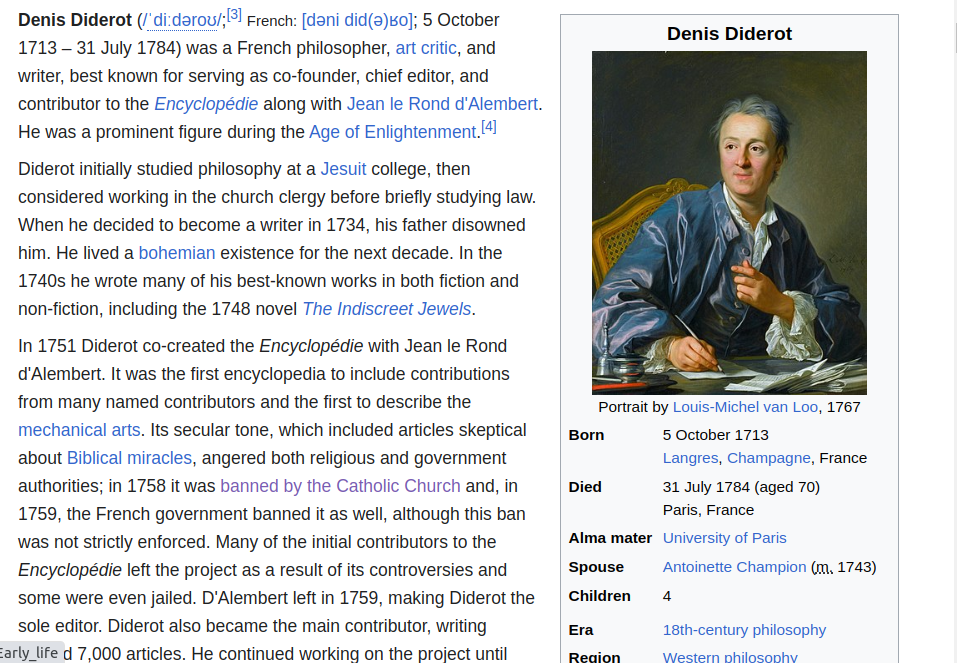 Denis Diderot (/ˈdiːdəroʊ/;[3] French: [dəni did(ə)ʁo]; 5 October
1713 – 31 July 1784) was a French philosopher, art critic, and
writer, best known for serving as co-founder, chief editor, and
contributor to the Encyclopédie along with Jean le Rond d'Alembert.
He was a prominent figure during the Age of Enlightenment.[4]
Diderot initially studied philosophy at a Jesuit college, then
considered working in the church clergy before briefly studying law.
When he decided to become a writer in 1734, his father disowned
him. He lived a bohemian existence for the next decade. In the
1740s he wrote many of his best-known works in both fiction and
non-fiction, including the 1748 novel The Indiscreet Jewels.
In 1751 Diderot co-created the Encyclopédie with Jean le Rond
d'Alembert. It was the first encyclopedia to include contributions
from many named contributors and the first to describe the
mechanical arts. Its secular tone, which included articles skeptical
about Biblical miracles, angered both religious and government
authorities; in 1758 it was banned by the Catholic Church and, in
1759, the French government banned it as well, although this ban
was not strictly enforced. Many of the initial contributors to the
Encyclopédie left the project as a result of its controversies and
some were even jailed. D'Alembert left in 1759, making Diderot the
sole editor. Diderot also became the main contributor, writing
d 7,000 articles. He continued working on the project until
Early_life
Denis Diderot
Portrait by Louis-Michel van Loo, 1767
Born 5 October 1713
Langres, Champagne, France
Died 31 July 1784 (aged 70)
Paris, France
Alma mater University of Paris
Spouse Antoinette Champion (m. 1743)
Children 4
Era 18th-century philosophy
Region Western philosophy